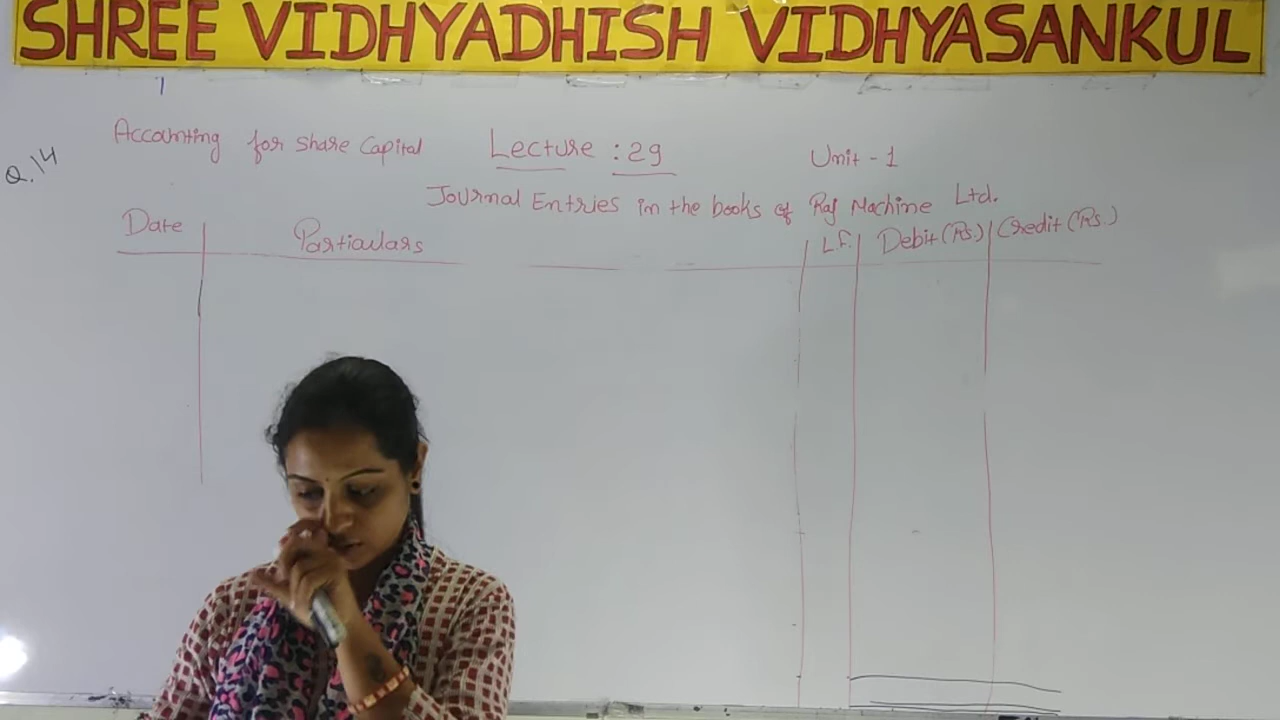 SHREE VIDHYADHISH VIDHYASANKUL
Q.14
Accounting for Share Capital Lecture : 29 Unit - 1
Journal Entries in the books of Raj Machine Ltd.
Date Particulars L.F. Debit (Rs.) Credit (Rs.)